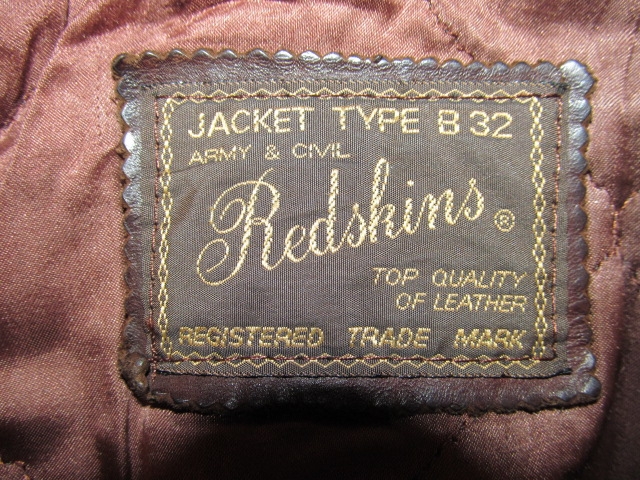 JACKET TYPE B 32
ARMY & CIVIL
Redskins ®
TOP QUALITY
OF LEATHER
REGISTERED TRADE MARK